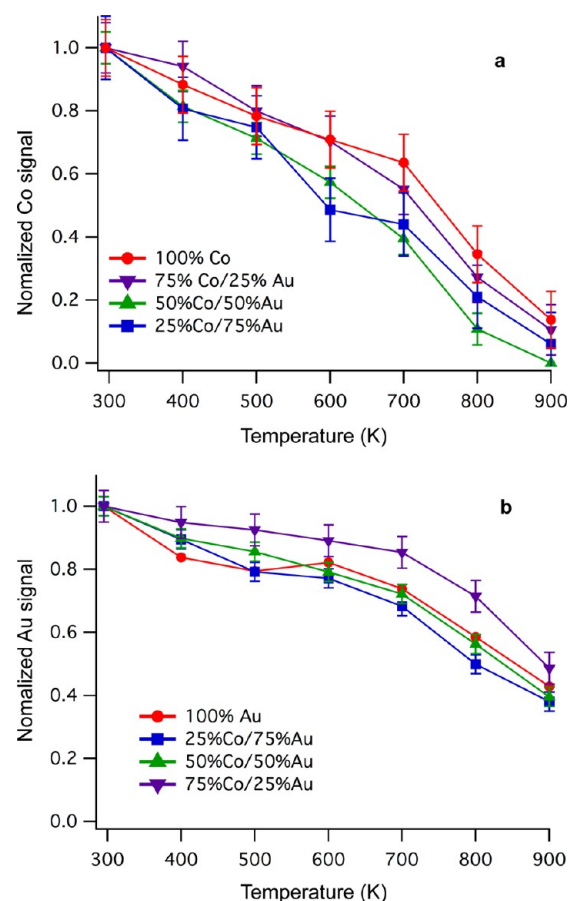 a
1.0
0.8
0.6
0.4
0.2
0.0
Nomalized Co signal
100% Co
75% Co/25% Au
50%Co/50%Au
25%Co/75%Au
300 400 500 600 700 800 900
Temperature (K)
b
1.0
0.8
0.6
0.4
0.2
0.0
Nomalized Au signal
100% Au
25%Co/75%Au
50%Co/50%Au
75%Co/25%Au
300 400 500 600 700 800 900
Temperature (K)